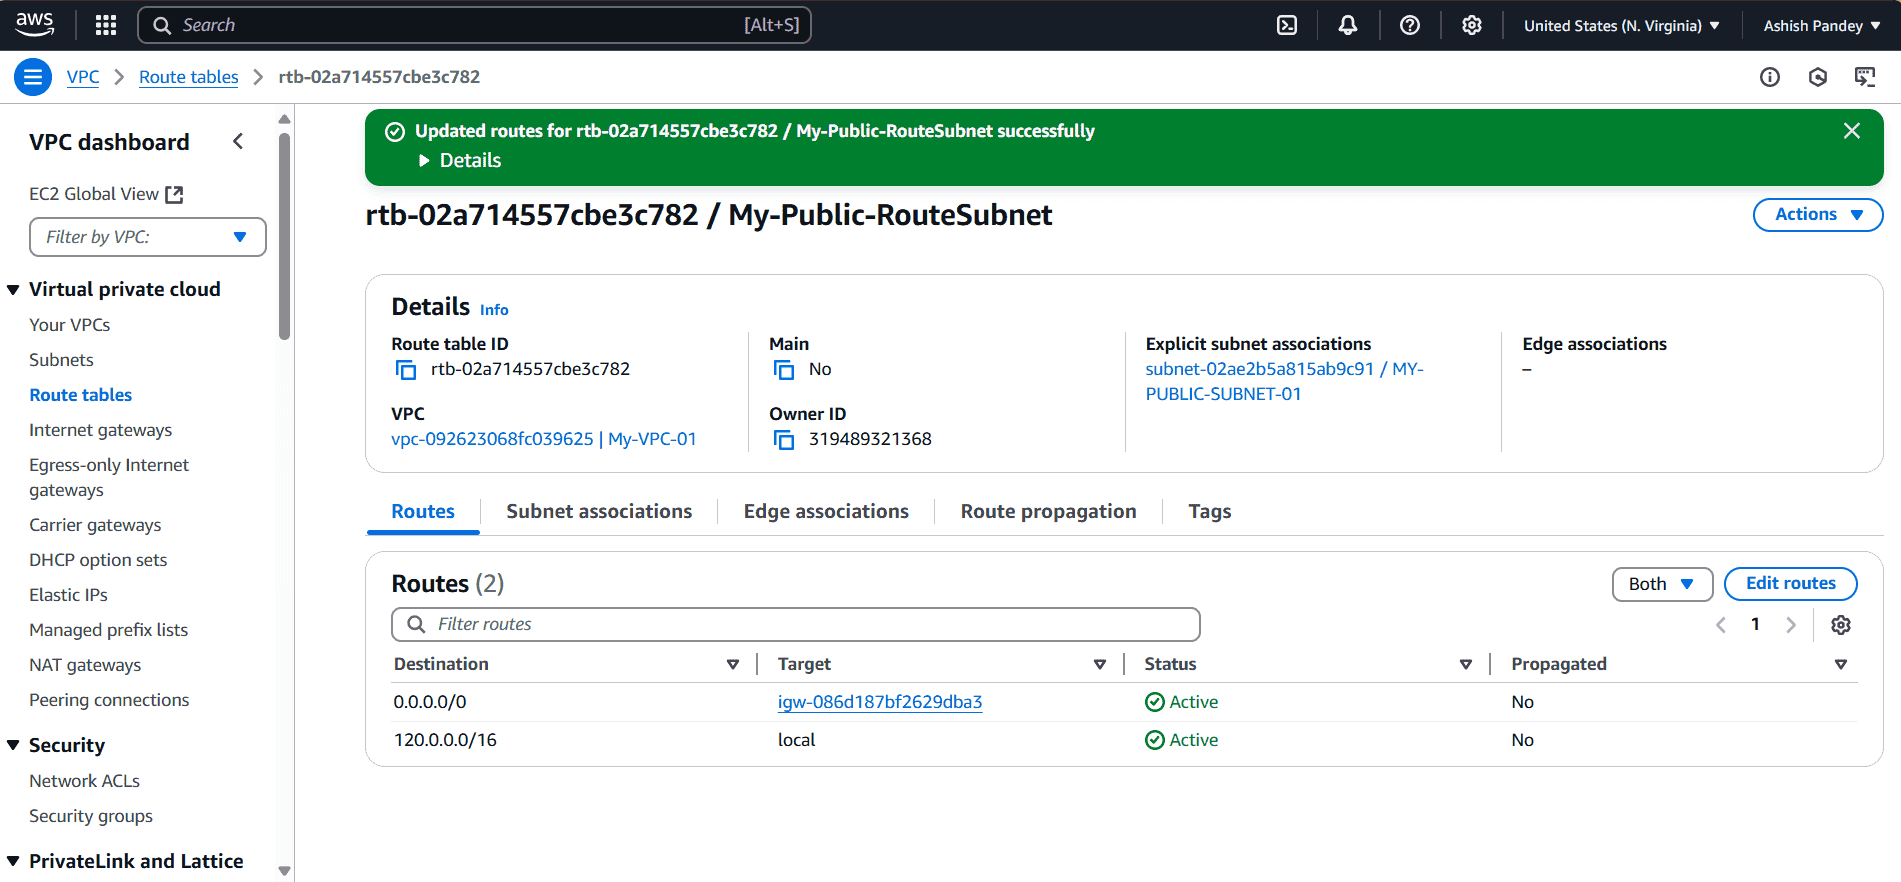 aws
Search [Alt+S]
United States (N. Virginia)
Ashish Pandey
VPC > Route tables > rtb-02a714557cbe3c782
VPC dashboard
EC2 Global View
Filter by VPC:
Virtual private cloud
Your VPCs
Subnets
Route tables
Internet gateways
Egress-only Internet
gateways
Carrier gateways
DHCP option sets
Elastic IPs
Managed prefix lists
NAT gateways
Peering connections
Security
Network ACLs
Security groups
PrivateLink and Lattice
Updated routes for rtb-02a714557cbe3c782 / My-Public-RouteSubnet successfully
Details
rtb-02a714557cbe3c782 / My-Public-RouteSubnet
Actions
Details Info
Route table ID
rtb-02a714557cbe3c782
VPC
vpc-092623068fc039625 | My-VPC-01
Main
No
Owner ID
319489321368
Explicit subnet associations
subnet-02ae2b5a815ab9c91 / MY-
PUBLIC-SUBNET-01
Edge associations
–
Routes Subnet associations Edge associations Route propagation Tags
Routes (2)
Both
Edit routes
Filter routes
1
Destination Target Status Propagated
0.0.0.0/0 igw-086d187bf2629dba3 Active No
120.0.0.0/16 local Active No